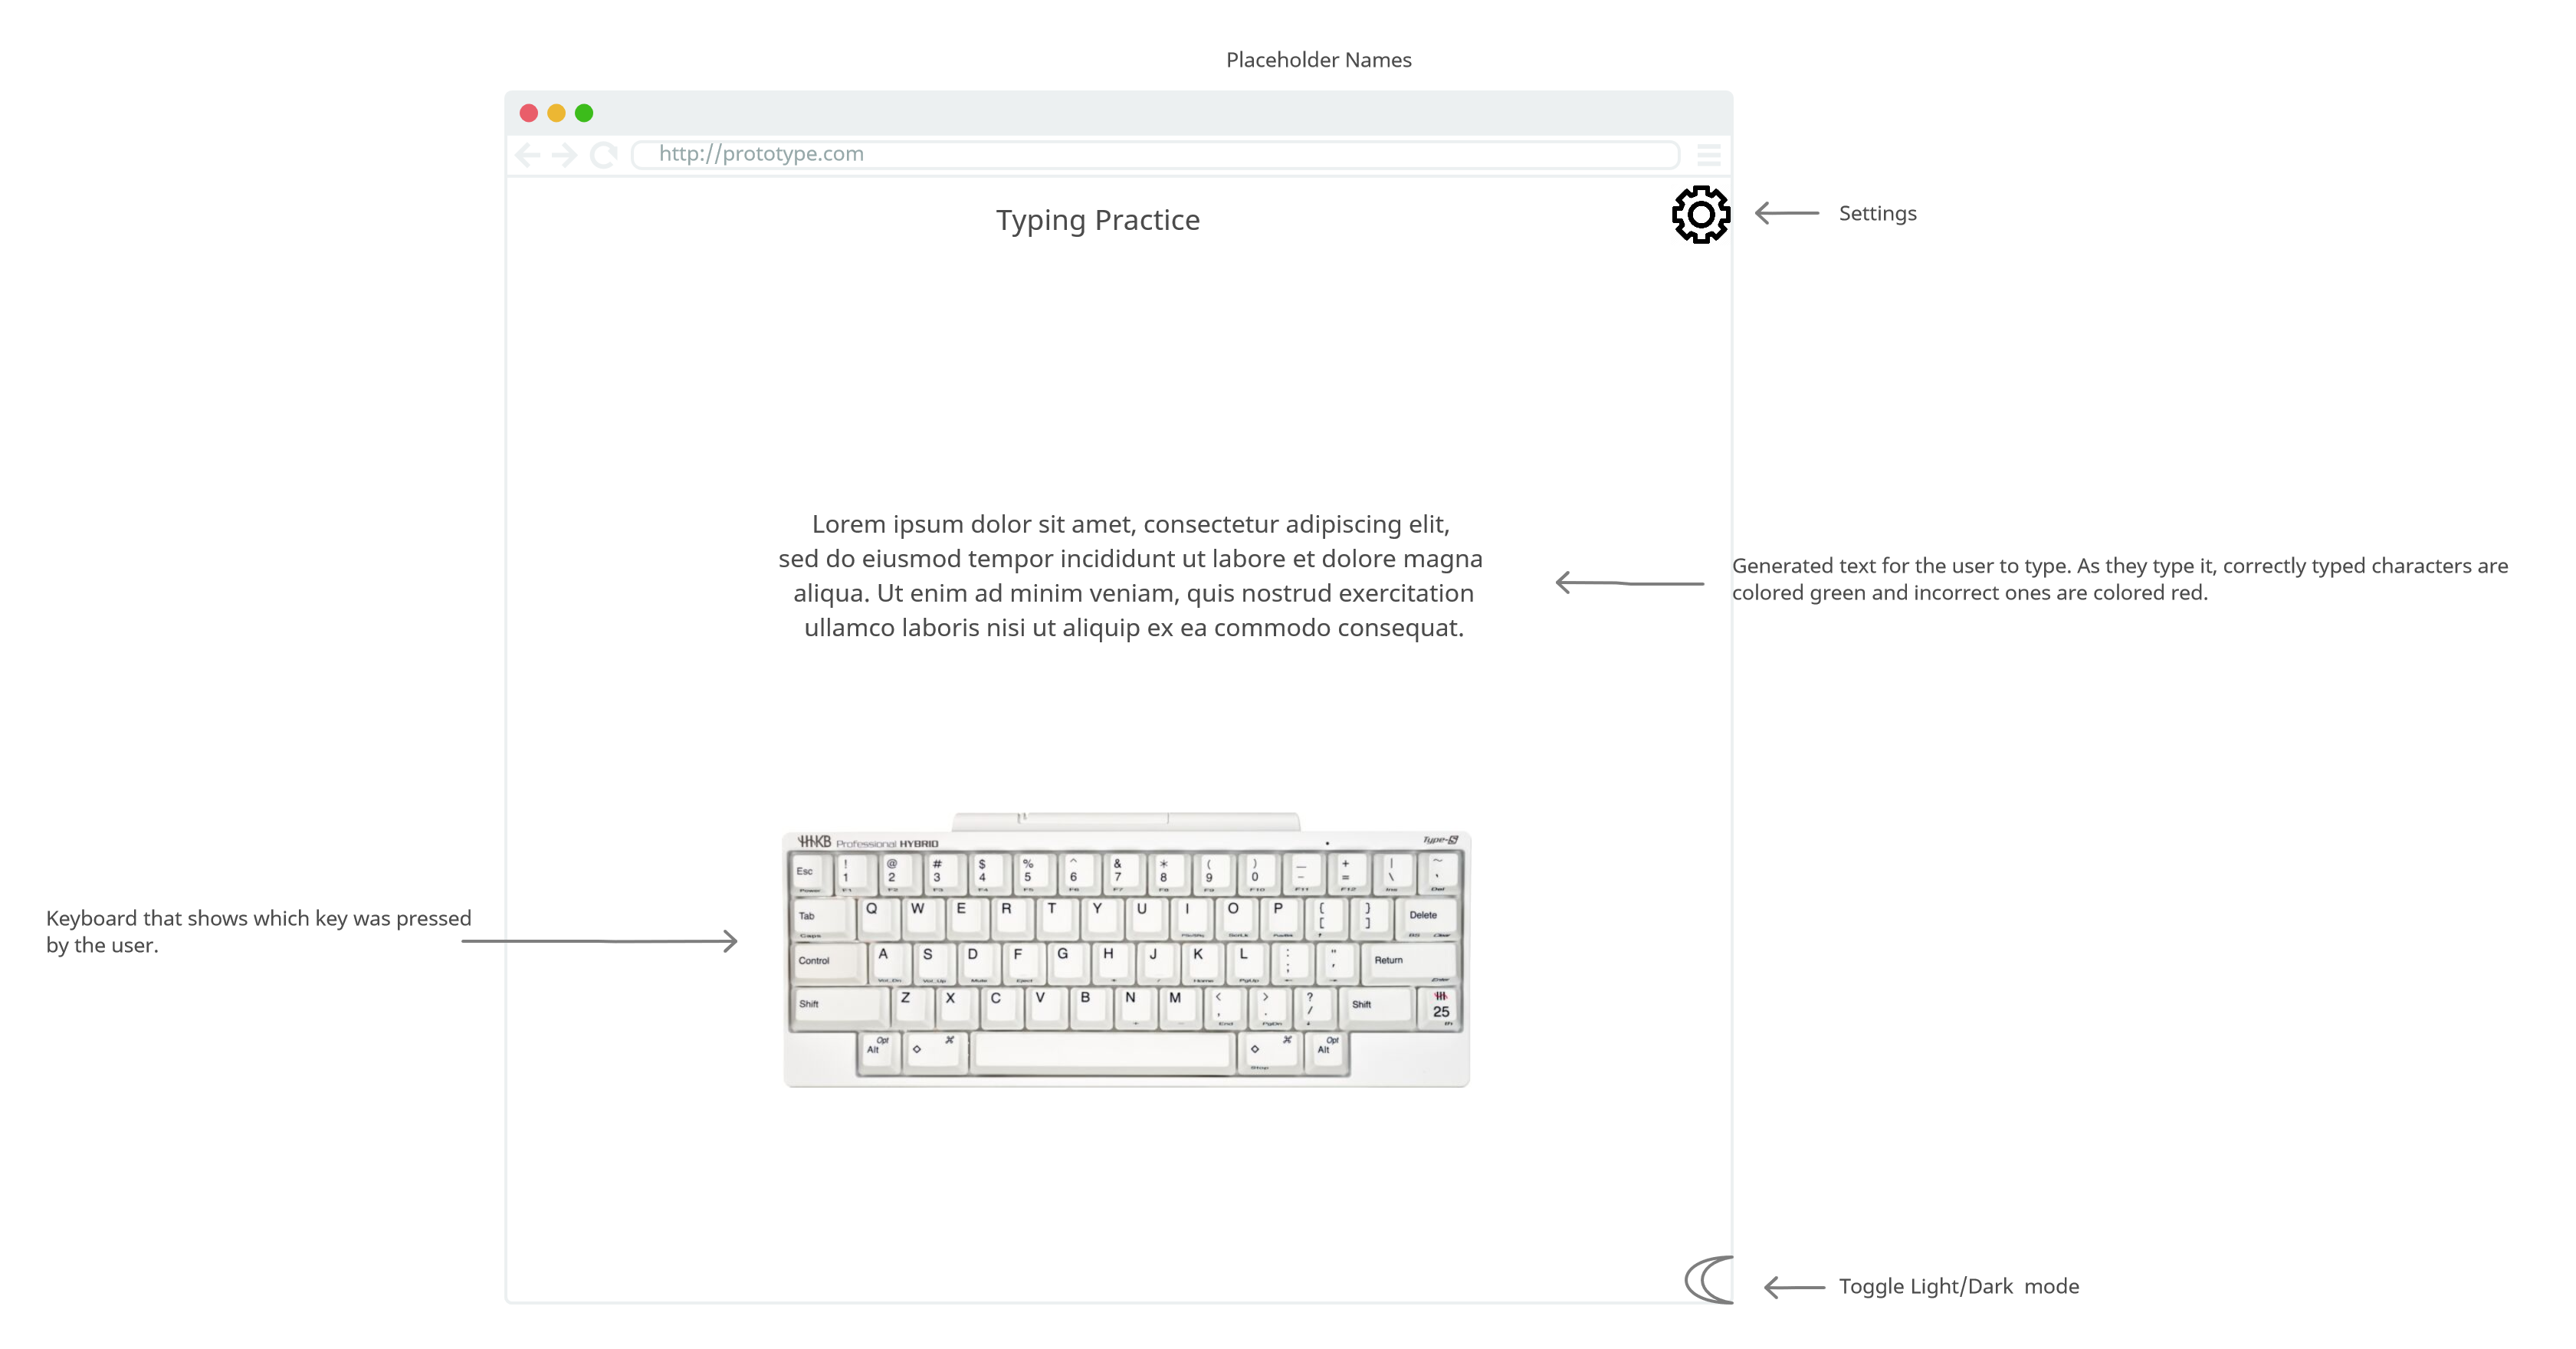 Placeholder Names
http://prototype.com
Typing Practice
Settings
Lorem ipsum dolor sit amet, consectetur adipiscing elit,
sed do eiusmod tempor incididunt ut labore et dolore magna
aliqua. Ut enim ad minim veniam, quis nostrud exercitation
ullamco laboris nisi ut aliquip ex ea commodo consequat.
Generated text for the user to type. As they type it, correctly typed characters are
colored green and incorrect ones are colored red.
Keyboard that shows which key was pressed
by the user.
HHKB Professional HYBRID Type-S
Esc ! 1 @ 2 # 3 $ 4 % 5 ^ 6 & 7 * 8 ( 9 ) 0 — - + = | \ ~ `
Tab Q W E R T Y U I O P { [ } ] Delete
Control A S D F G H J K L : ; " ' Return
Shift Z X C V B N M < , > . ? / Shift 25
Alt Opt ◇ ⌘ ◇ ⌘ Alt Opt
Toggle Light/Dark mode